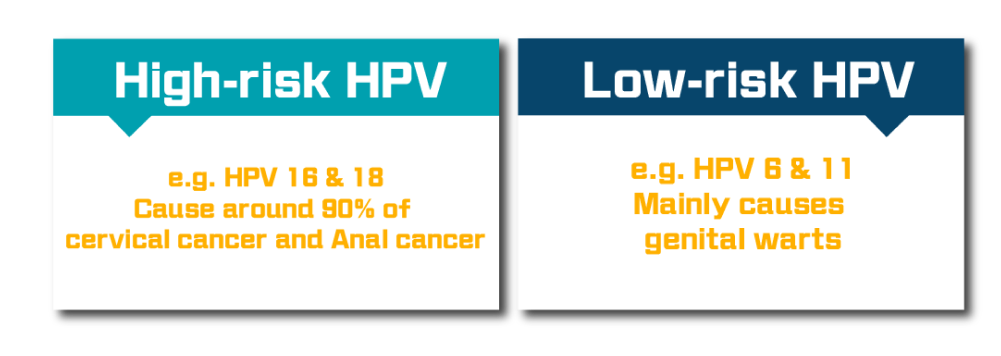 High-risk HPV
e.g. HPV 16 & 18
Cause around 90% of
cervical cancer and Anal cancer
Low-risk HPV
e.g. HPV 6 & 11
Mainly causes
genital warts